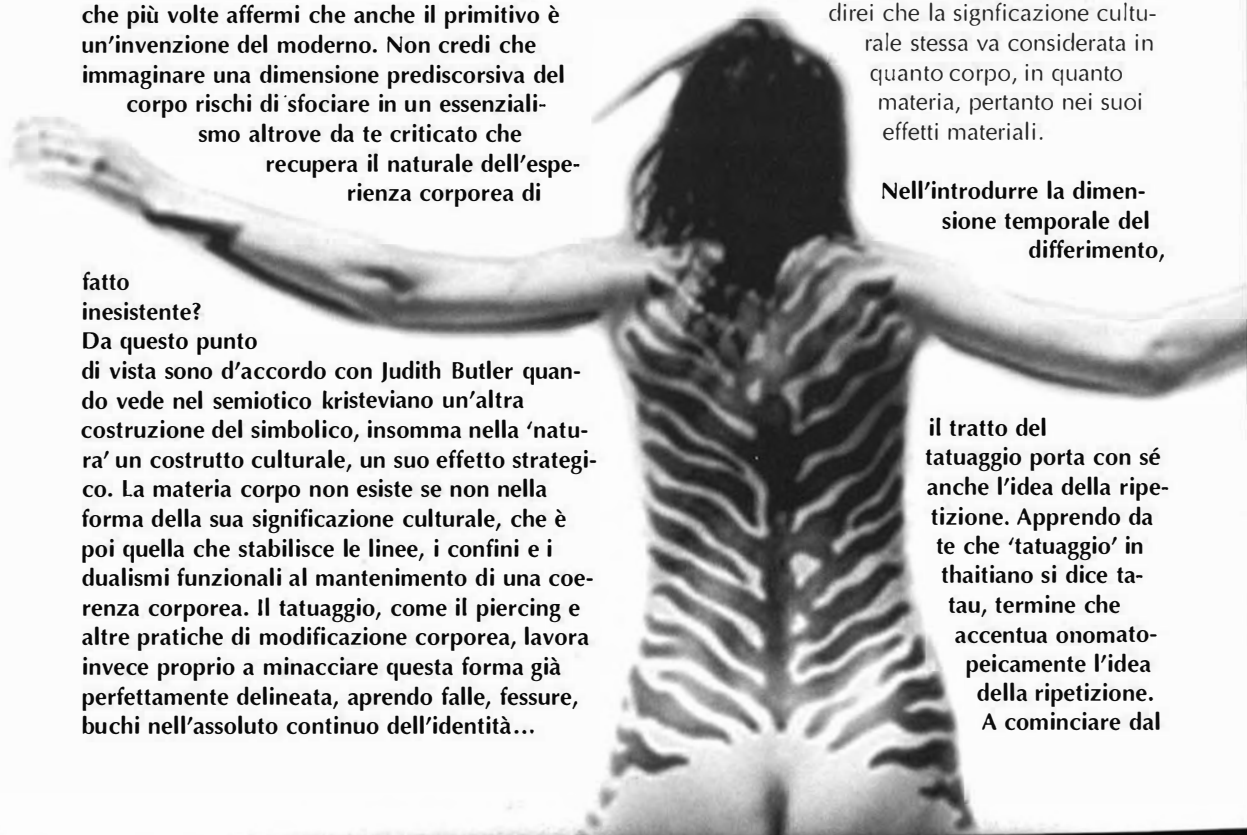 che più volte affermi che anche il primitivo è
un'invenzione del moderno. Non credi che
immaginare una dimensione prediscorsiva del
corpo rischi di sfociare in un essenziali-
smo altrove da te criticato che
recupera il naturale dell'espe-
rienza corporea di
fatto
inesistente?
Da questo punto
di vista sono d'accordo con Judith Butler quan-
do vede nel semiotico kristeviano un'altra
costruzione del simbolico, insomma nella 'natu-
ra' un costrutto culturale, un suo effetto strategi-
co. La materia corpo non esiste se non nella
forma della sua significazione culturale, che è
poi quella che stabilisce le linee, i confini e i
dualismi funzionali al mantenimento di una coe-
renza corporea. Il tatuaggio, come il piercing e
altre pratiche di modificazione corporea, lavora
invece proprio a minacciare questa forma già
perfettamente delineata, aprendo falle, fessure,
buchi nell'assoluto continuo dell'identità...
direi che la signficazione cultu-
rale stessa va considerata in
quanto corpo, in quanto
materia, pertanto nei suoi
effetti materiali.
Nell'introdurre la dimen-
sione temporale del
differimento,
il tratto del
tatuaggio porta con sé
anche l'idea della ripe-
tizione. Apprendo da
te che 'tatuaggio' in
thaitiano si dice ta-
tau, termine che
accentua onomato-
peicamente l'idea
della ripetizione.
A cominciare dal